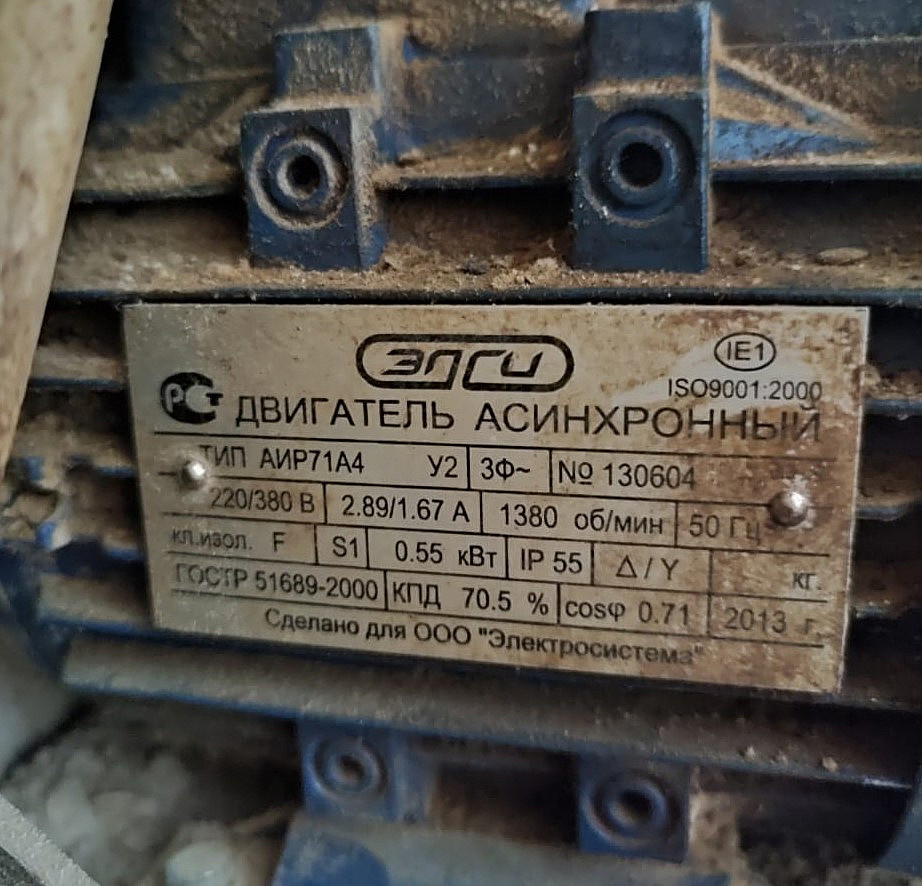 ЭЛСИ
IE1
ISO9001:2000
РСТ ДВИГАТЕЛЬ АСИНХРОННЫЙ
ТИП АИР71А4 У2 3Ф~ № 130604
220/380 В 2.89/1.67 А 1380 об/мин 50 Гц
кл.изол. F S1 0.55 кВт IP 55 Δ/Y кг.
ГОСТР 51689-2000 КПД 70.5 % cosφ 0.71 2013 г.
Сделано для ООО "Электросистема"